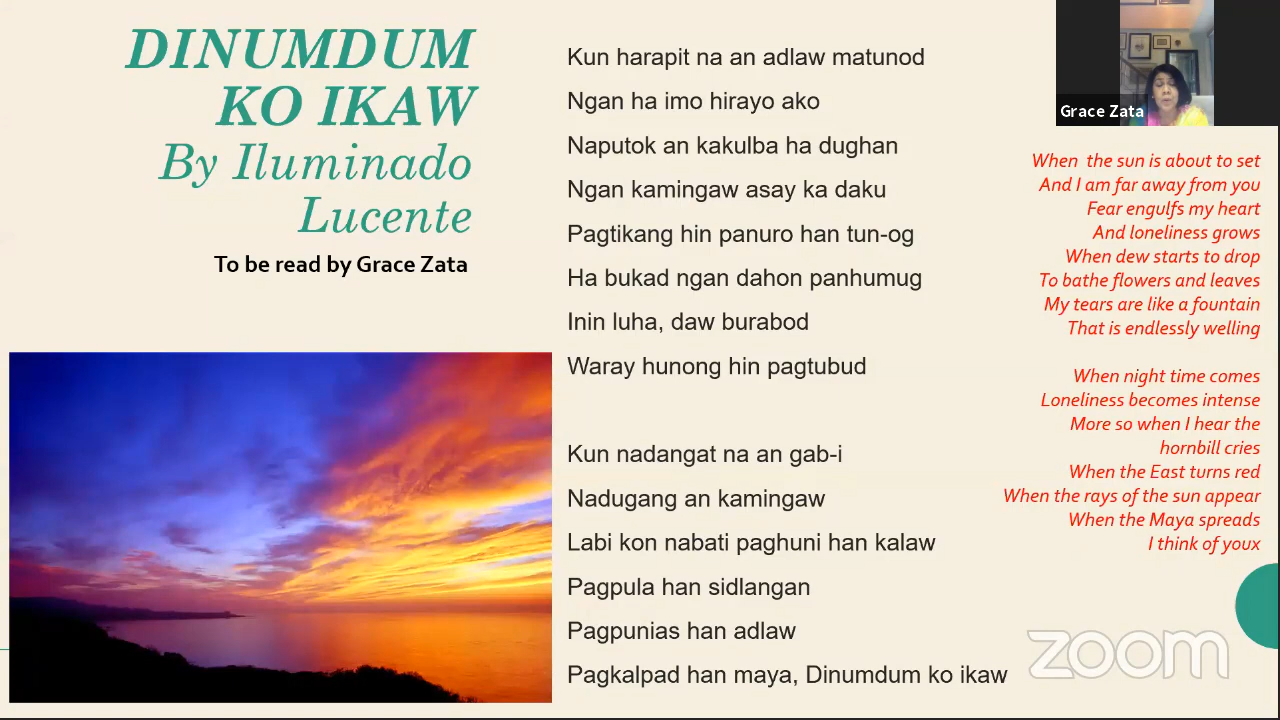 DINUMDUM
KO IKAW
By Iluminado
Lucente
To be read by Grace Zata
Kun harapit na an adlaw matunod
Ngan ha imo hirayo ako
Naputok an kakulba ha dughan
Ngan kamingaw asay ka daku
Pagtikang hin panuro han tun-og
Ha bukad ngan dahon panhumug
Inin luha, daw burabod
Waray hunong hin pagtubud
Kun nadangat na an gab-i
Nadugang an kamingaw
Labi kon nabati paghuni han kalaw
Pagpula han sidlangan
Pagpunias han adlaw
Pagkalpad han maya, Dinumdum ko ikaw
Grace Zata
When the sun is about to set
And I am far away from you
Fear engulfs my heart
And loneliness grows
When dew starts to drop
To bathe flowers and leaves
My tears are like a fountain
That is endlessly welling
When night time comes
Loneliness becomes intense
More so when I hear the
hornbill cries
When the East turns red
When the rays of the sun appear
When the Maya spreads
I think of youx
zoom